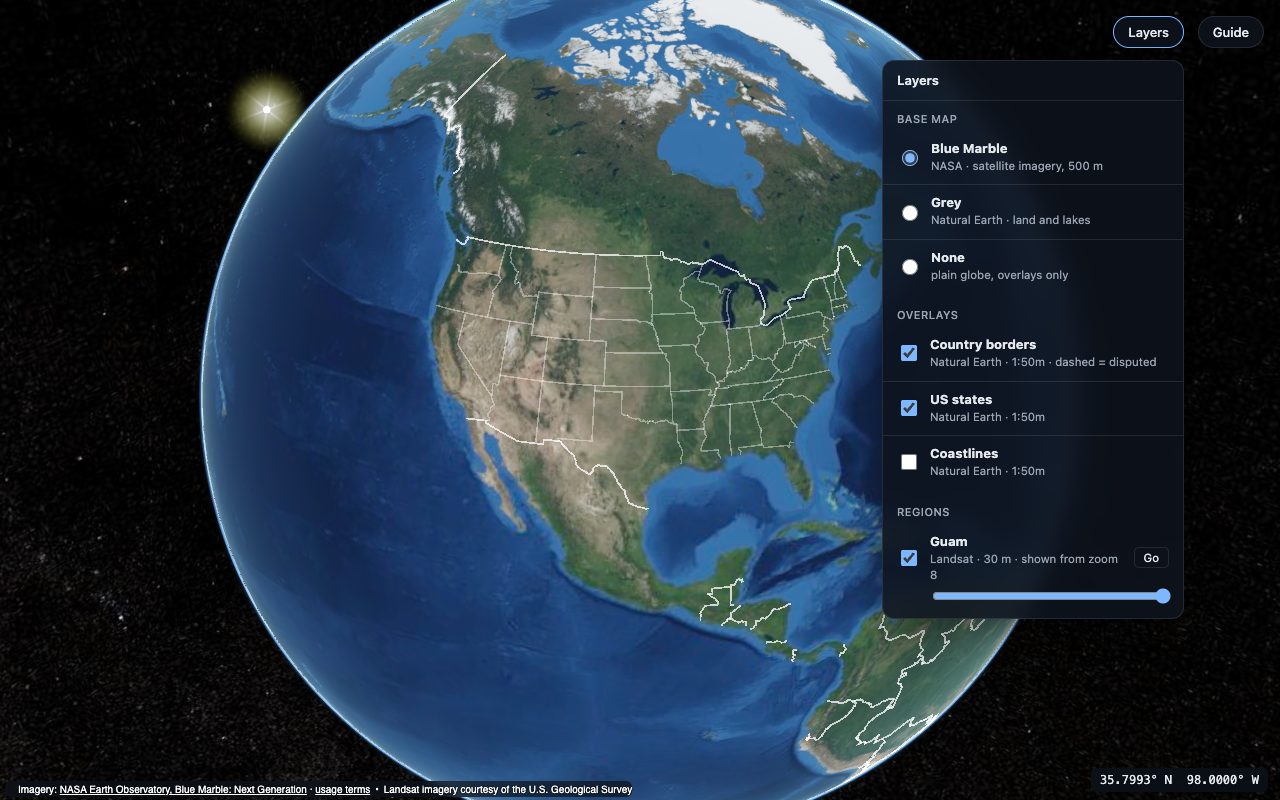 Layers
Guide
Layers
BASE MAP
Blue Marble
NASA · satellite imagery, 500 m
Grey
Natural Earth · land and lakes
None
plain globe, overlays only
OVERLAYS
Country borders
Natural Earth · 1:50m · dashed = disputed
US states
Natural Earth · 1:50m
Coastlines
Natural Earth · 1:50m
REGIONS
Guam
Landsat · 30 m · shown from zoom
8
Go
35.7993° N 98.0000° W
Imagery: NASA Earth Observatory, Blue Marble: Next Generation · usage terms • Landsat imagery courtesy of the U.S. Geological Survey